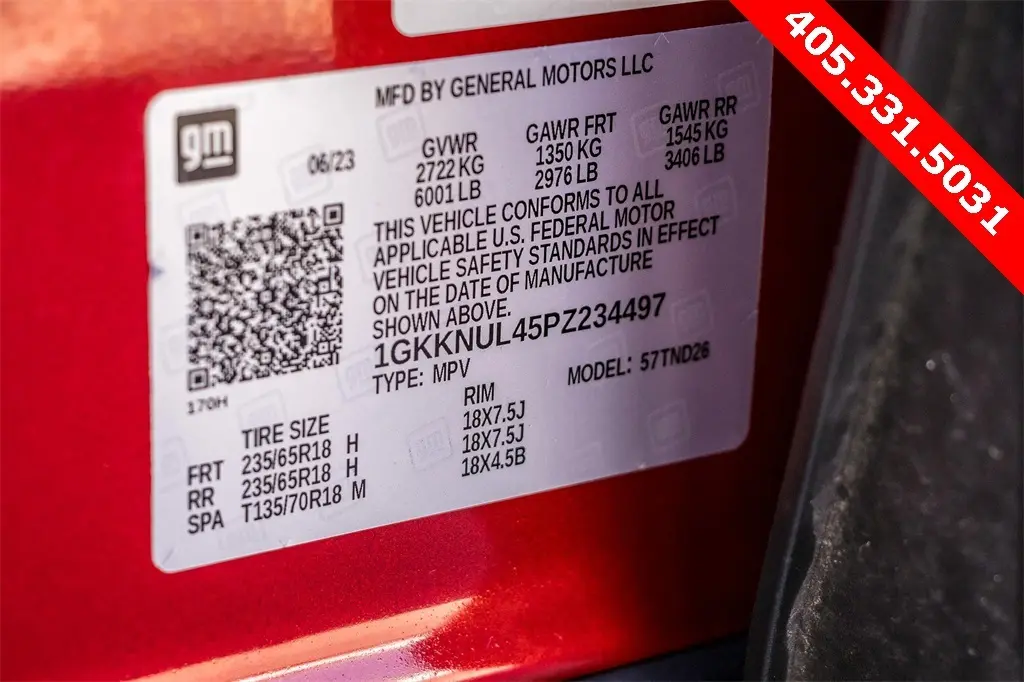 405.331.5031
MFD BY GENERAL MOTORS LLC
gm
06/23
GVWR
2722 KG
6001 LB
GAWR FRT
1350 KG
2976 LB
GAWR RR
1545 KG
3406 LB
THIS VEHICLE CONFORMS TO ALL
APPLICABLE U.S. FEDERAL MOTOR
VEHICLE SAFETY STANDARDS IN EFFECT
ON THE DATE OF MANUFACTURE
SHOWN ABOVE.
1GKKNUL45PZ234497
TYPE: MPV
MODEL: 57TND26
170H
TIRE SIZE RIM
FRT 235/65R18 H 18X7.5J
RR 235/65R18 H 18X7.5J
SPA T135/70R18 M 18X4.5B